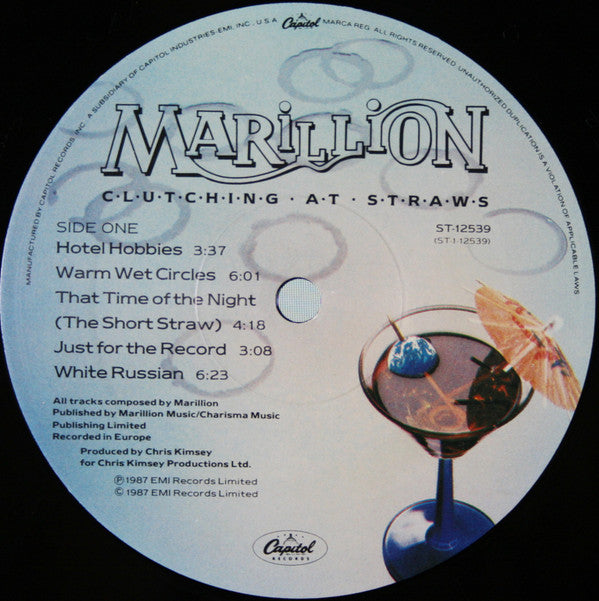 MANUFACTURED BY CAPITOL RECORDS, INC., A SUBSIDIARY OF CAPITOL INDUSTRIES-EMI, INC., U.S.A. Capitol MARCA REG. ALL RIGHTS RESERVED. UNAUTHORIZED DUPLICATION IS A VIOLATION OF APPLICABLE LAWS
MARiLLiON
C·L·U·T·C·H·I·N·G · A·T · S·T·R·A·W·S
SIDE ONE
ST-12539
(ST-1-12539)
Hotel Hobbies 3:37
Warm Wet Circles 6:01
That Time of the Night
(The Short Straw) 4:18
Just for the Record 3:08
White Russian 6:23
All tracks composed by Marillion
Published by Marillion Music/Charisma Music
Publishing Limited
Recorded in Europe
Produced by Chris Kimsey
for Chris Kimsey Productions Ltd.
℗ 1987 EMI Records Limited
© 1987 EMI Records Limited
Capitol
RECORDS